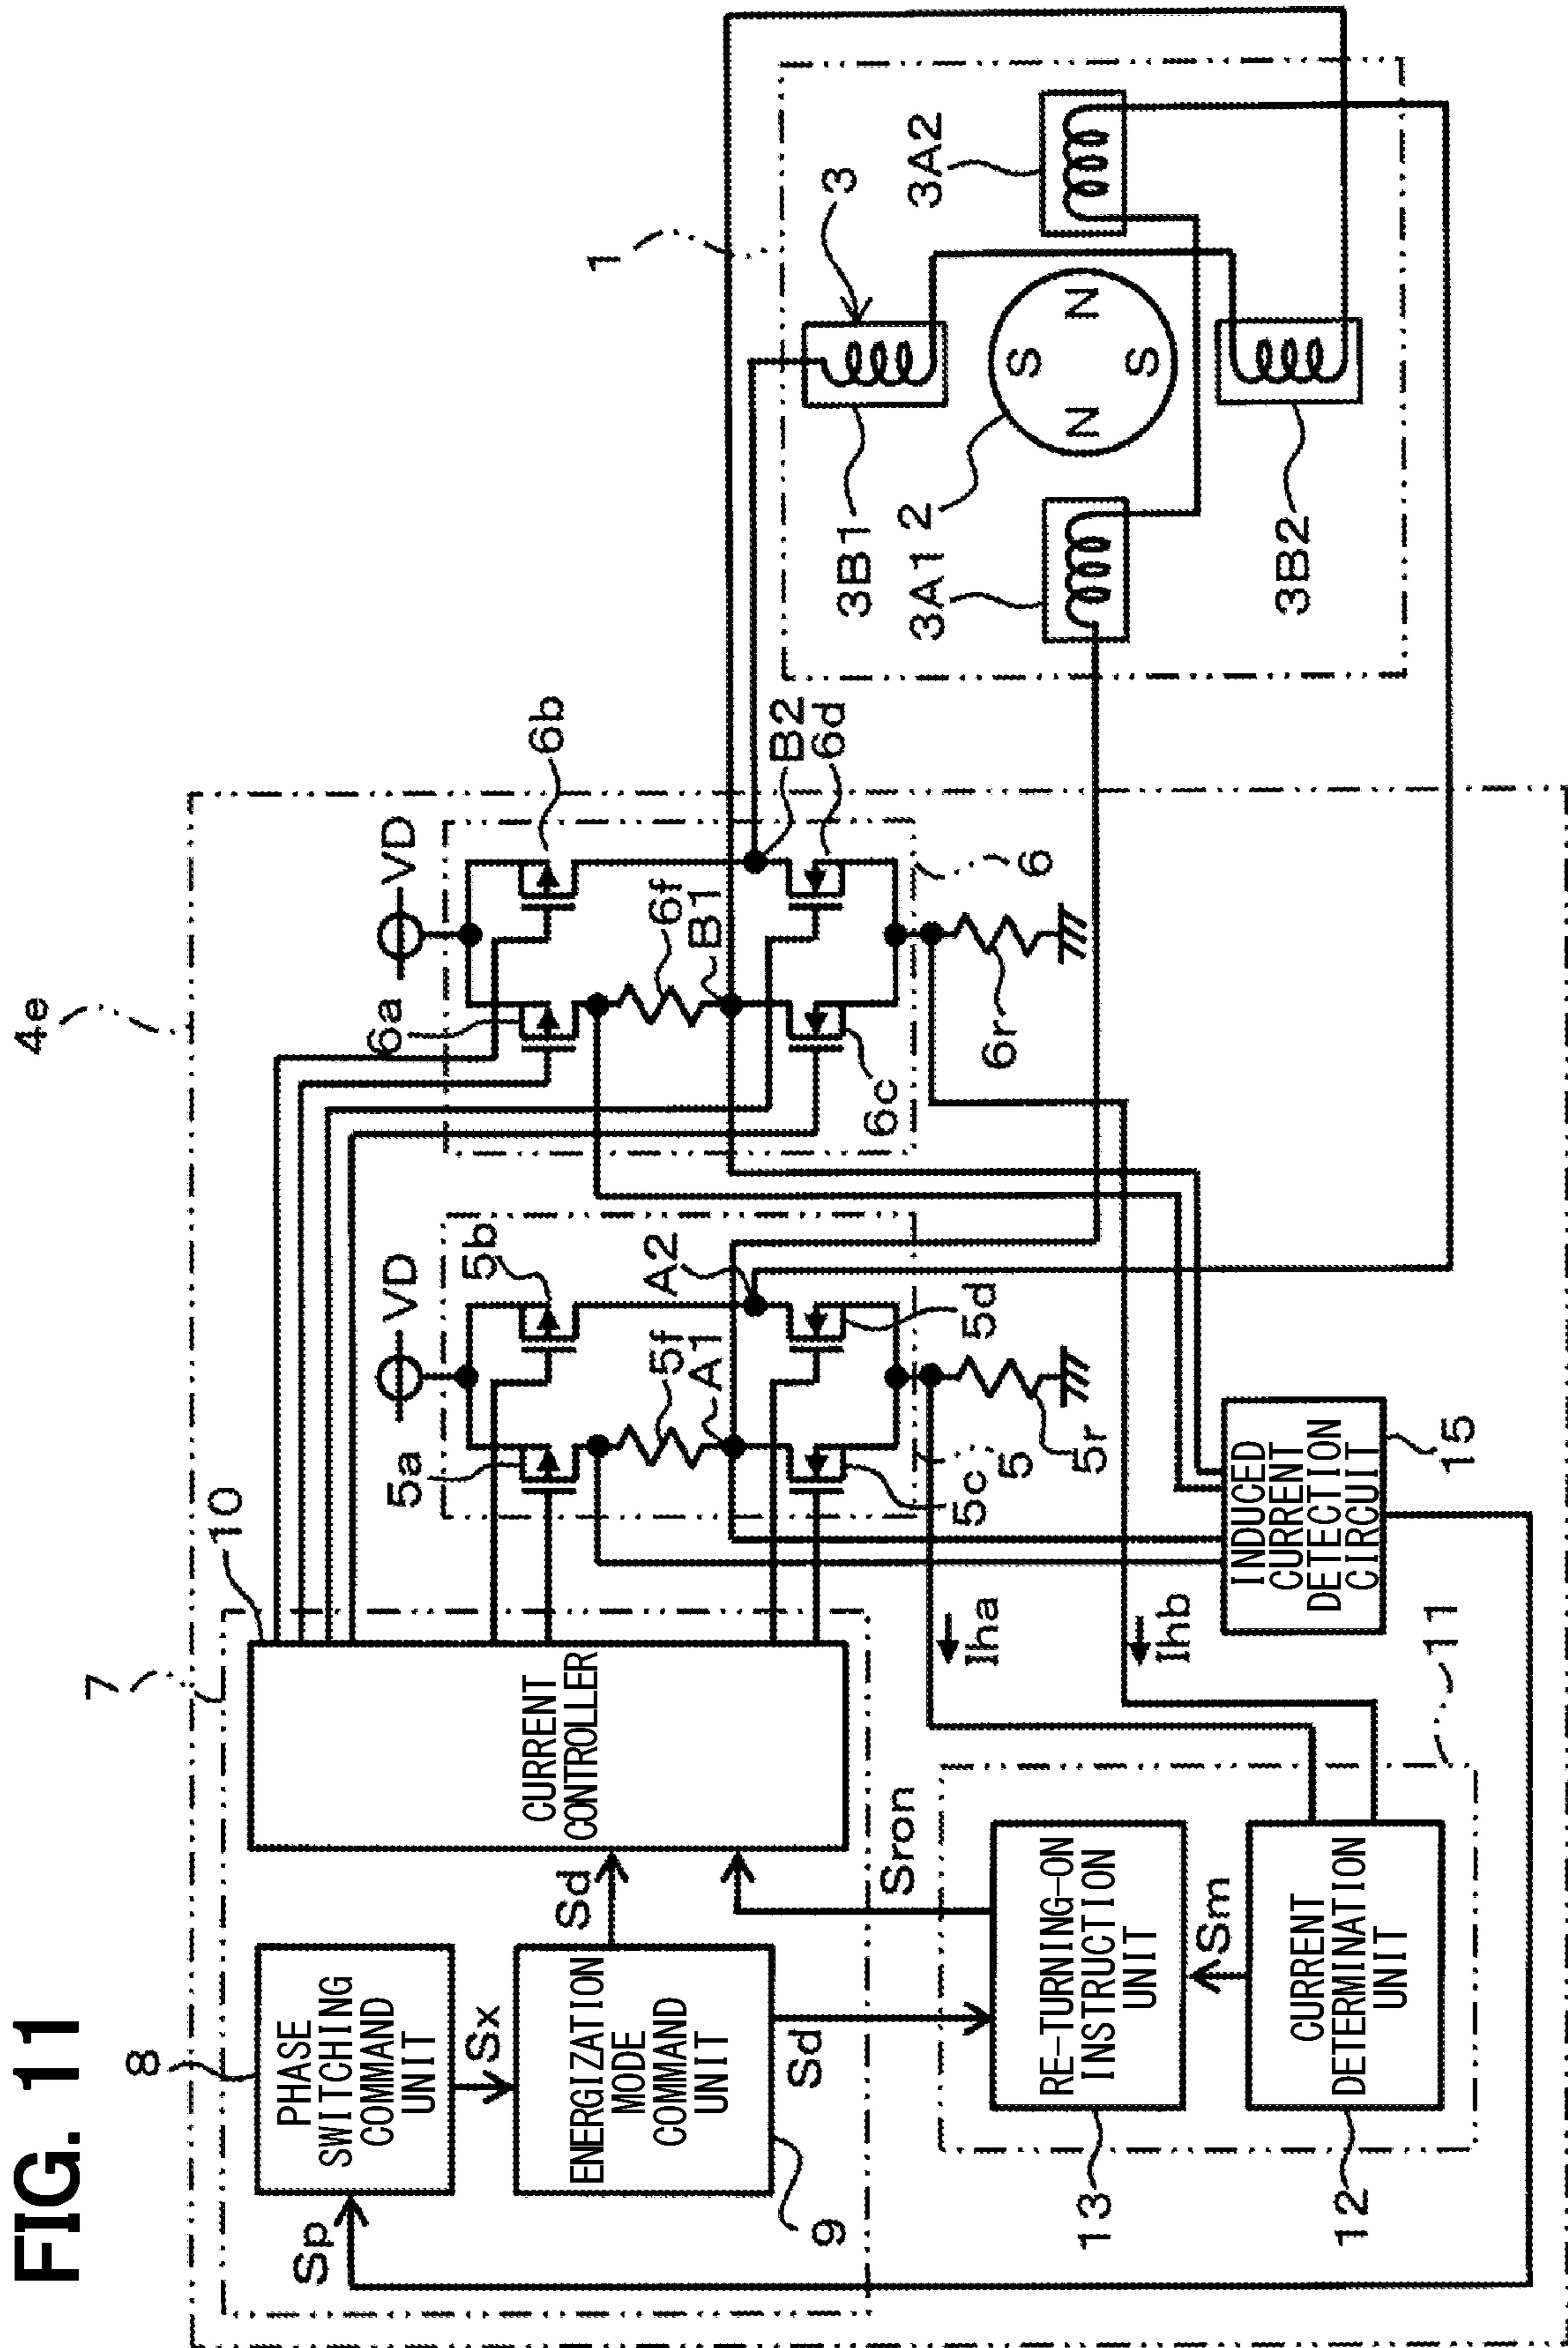 FIG. 11
4e
7
10
8
PHASE
SWITCHING
COMMAND
UNIT
Sp
Sx
ENERGIZATION
MODE
COMMAND
UNIT
9
Sd
Sd
CURRENT
CONTROLLER
Sron
RE-TURNING-ON
INSTRUCTION
UNIT
13
Sm
CURRENT
DETERMINATION
UNIT
12
11
Iha
Ihb
INDUCED
CURRENT
DETECTION
CIRCUIT
15
VD
5a
5b
5f
A1
A2
5c
5d
5
5r
VD
6a
6b
6f
B1
B2
6c
6d
6
6r
1
3
3B1
3A2
2
3A1
3B2
S
N
N
S